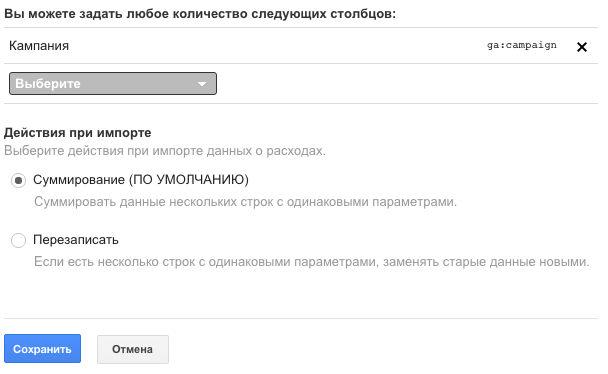 Вы можете задать любое количество следующих столбцов:
Кампания ga:campaign
Выберите
Действия при импорте
Выберите действия при импорте данных о расходах.
Суммирование (ПО УМОЛЧАНИЮ)
Суммировать данные нескольких строк с одинаковыми параметрами.
Перезаписать
Если есть несколько строк с одинаковыми параметрами, заменять старые данные новыми.
Сохранить Отмена